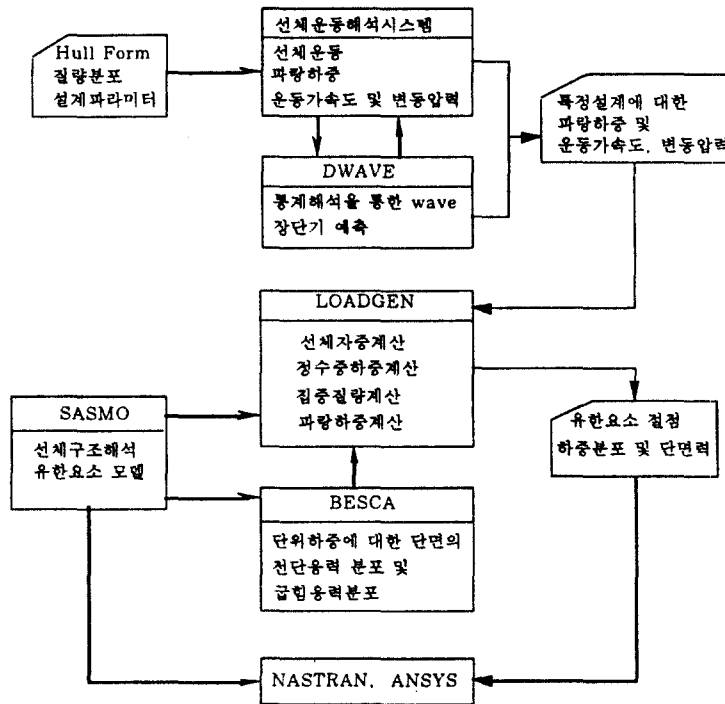 Hull Form
질량분포
설계파라미터
선체운동해석시스템
선체운동
파랑하중
운동가속도 및 변동압력
DWAVE
통계해석을 통한 wave
장단기 예측
특정설계에 대한
파랑하중 및
운동가속도, 변동압력
LOADGEN
선체자중계산
정수중하중계산
집중질량계산
파랑하중계산
SASMO
선체구조해석
유한요소 모델
유한요소 절점
하중분포 및 단면력
BESCA
단위하중에 대한 단면의
전단응력 분포 및
굽힘응력분포
NASTRAN, ANSYS